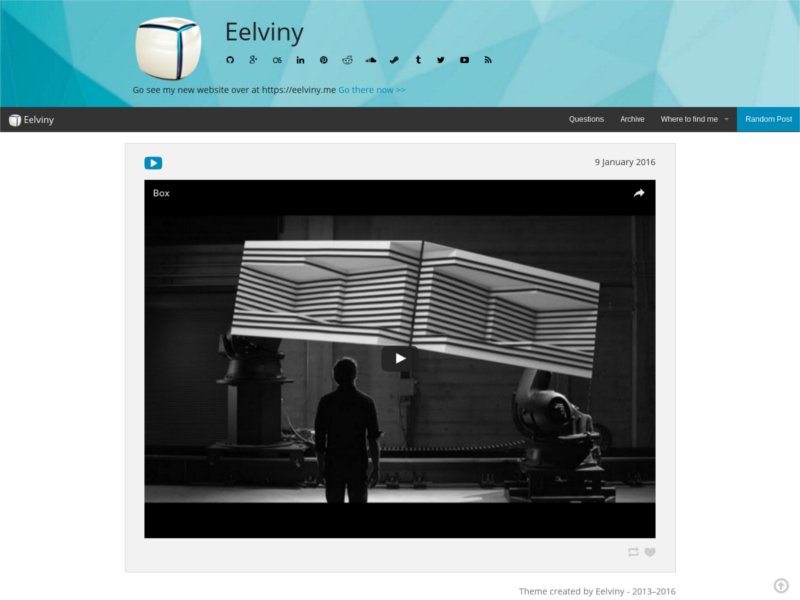 Eelviny
Go see my new website over at https://eelviny.me Go there now >>
Eelviny Questions Archive Where to find me Random Post
9 January 2016
Box
Theme created by Eelviny - 2013–2016